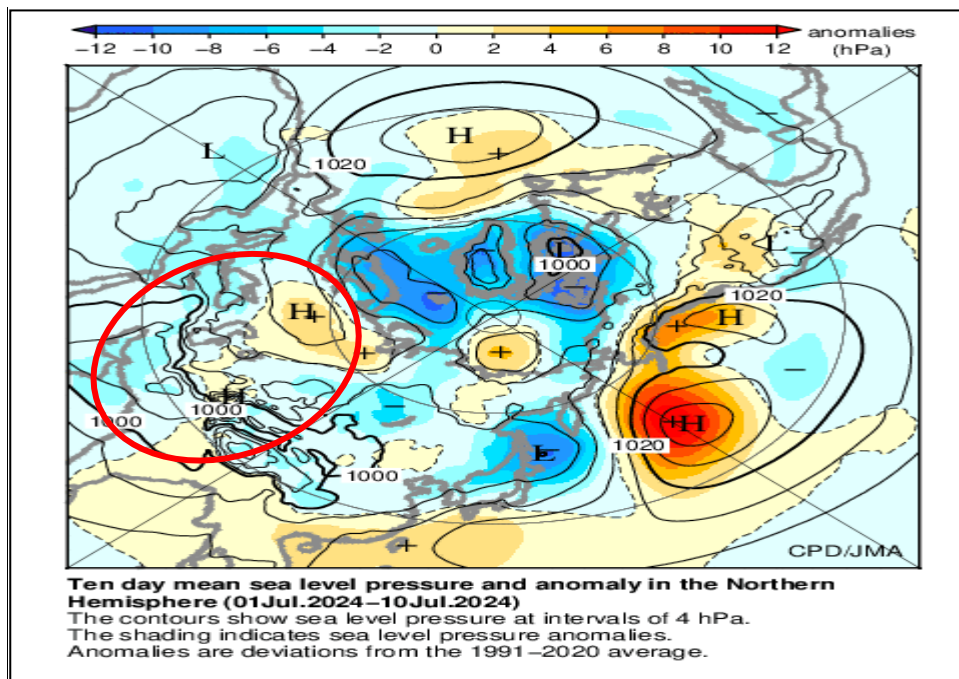 anomalies
−12 −10 −8 −6 −4 −2 0 2 4 6 8 10 12 (hPa)
H
L
1020
1000
1020
H
H
H
1000
1000
1020
H
L
1000
CPD/JMA
Ten day mean sea level pressure and anomaly in the Northern
Hemisphere (01Jul.2024−10Jul.2024)
The contours show sea level pressure at intervals of 4 hPa.
The shading indicates sea level pressure anomalies.
Anomalies are deviations from the 1991−2020 average.